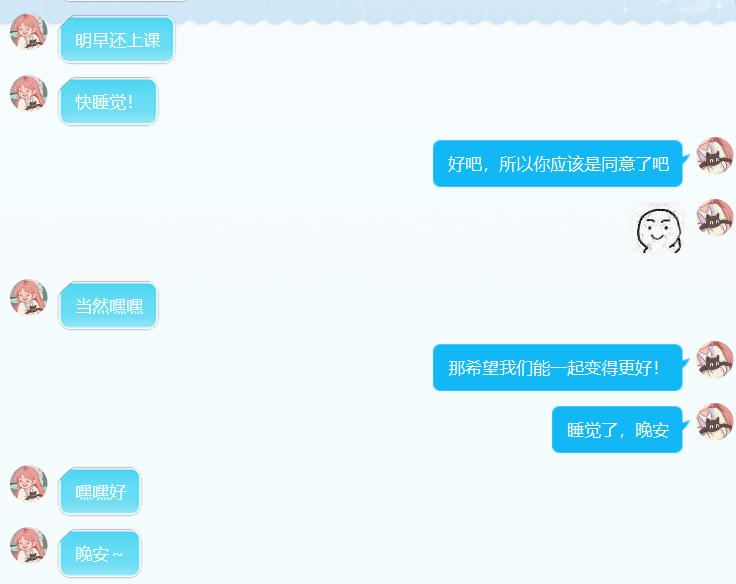 明早还上课
快睡觉！
好吧，所以你应该是同意了吧
当然嘿嘿
那希望我们能一起变得更好！
睡觉了，晚安
嘿嘿好
晚安～